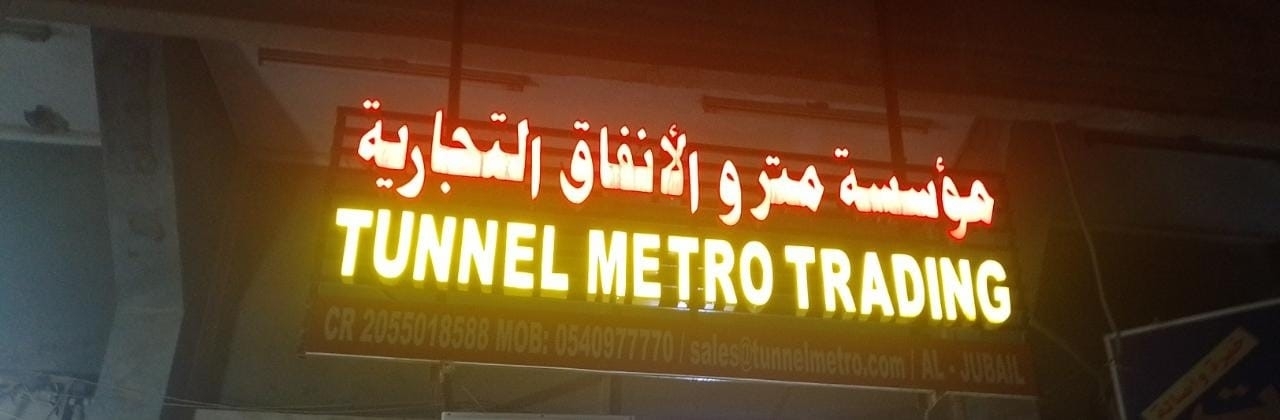 مؤسسة مترو الأنفاق التجارية
TUNNEL METRO TRADING
CR 2055018588 MOB: 0540977770 / sales@tunnelmetro.com / AL - JUBAIL